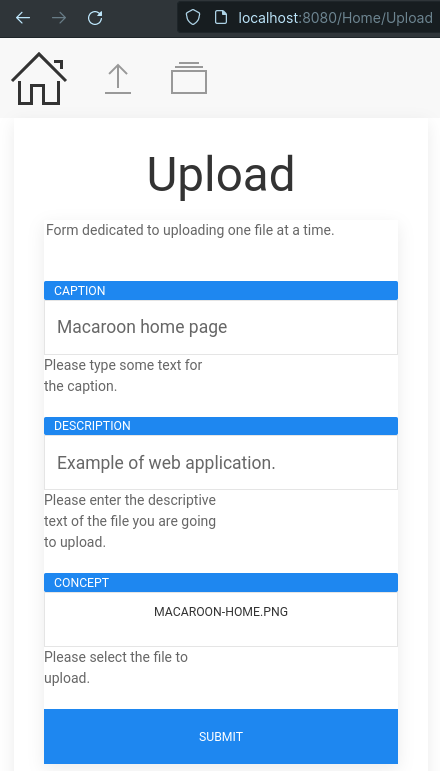 localhost:8080/Home/Upload
Upload
Form dedicated to uploading one file at a time.
CAPTION
Macaroon home page
Please type some text for
the caption.
DESCRIPTION
Example of web application.
Please enter the descriptive
text of the file you are going
to upload.
CONCEPT
MACAROON-HOME.PNG
Please select the file to
upload.
SUBMIT